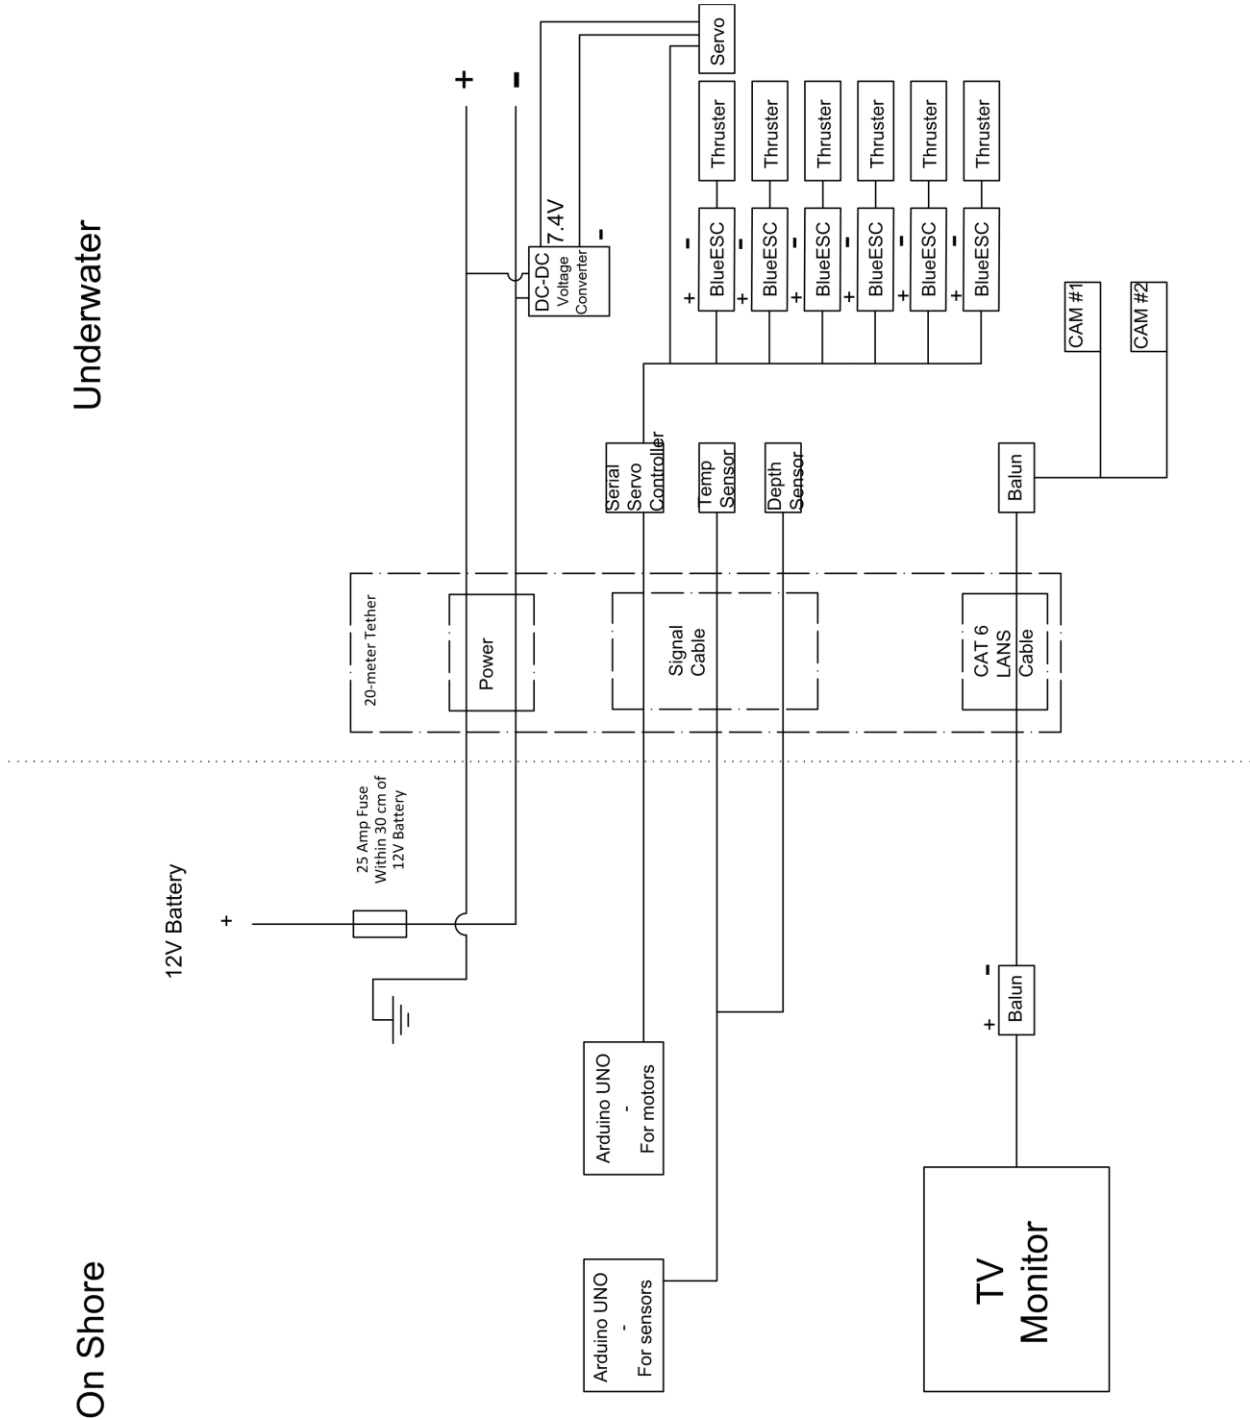 On Shore
Underwater
12V Battery
+
25 Amp Fuse
Within 30 cm of
12V Battery
20-meter Tether
Power
+
-
DC-DC
Voltage
Converter
7.4V
-
Servo
Arduino UNO
-
For sensors
Arduino UNO
-
For motors
Signal
Cable
Serial
Servo
Controller
Temp
Sensor
Depth
Sensor
+ -
BlueESC
Thruster
+ -
BlueESC
Thruster
+ -
BlueESC
Thruster
+ -
BlueESC
Thruster
+ -
BlueESC
Thruster
+ -
BlueESC
Thruster
TV
Monitor
+ -
Balun
CAT 6
LANS
Cable
Balun
CAM #1
CAM #2